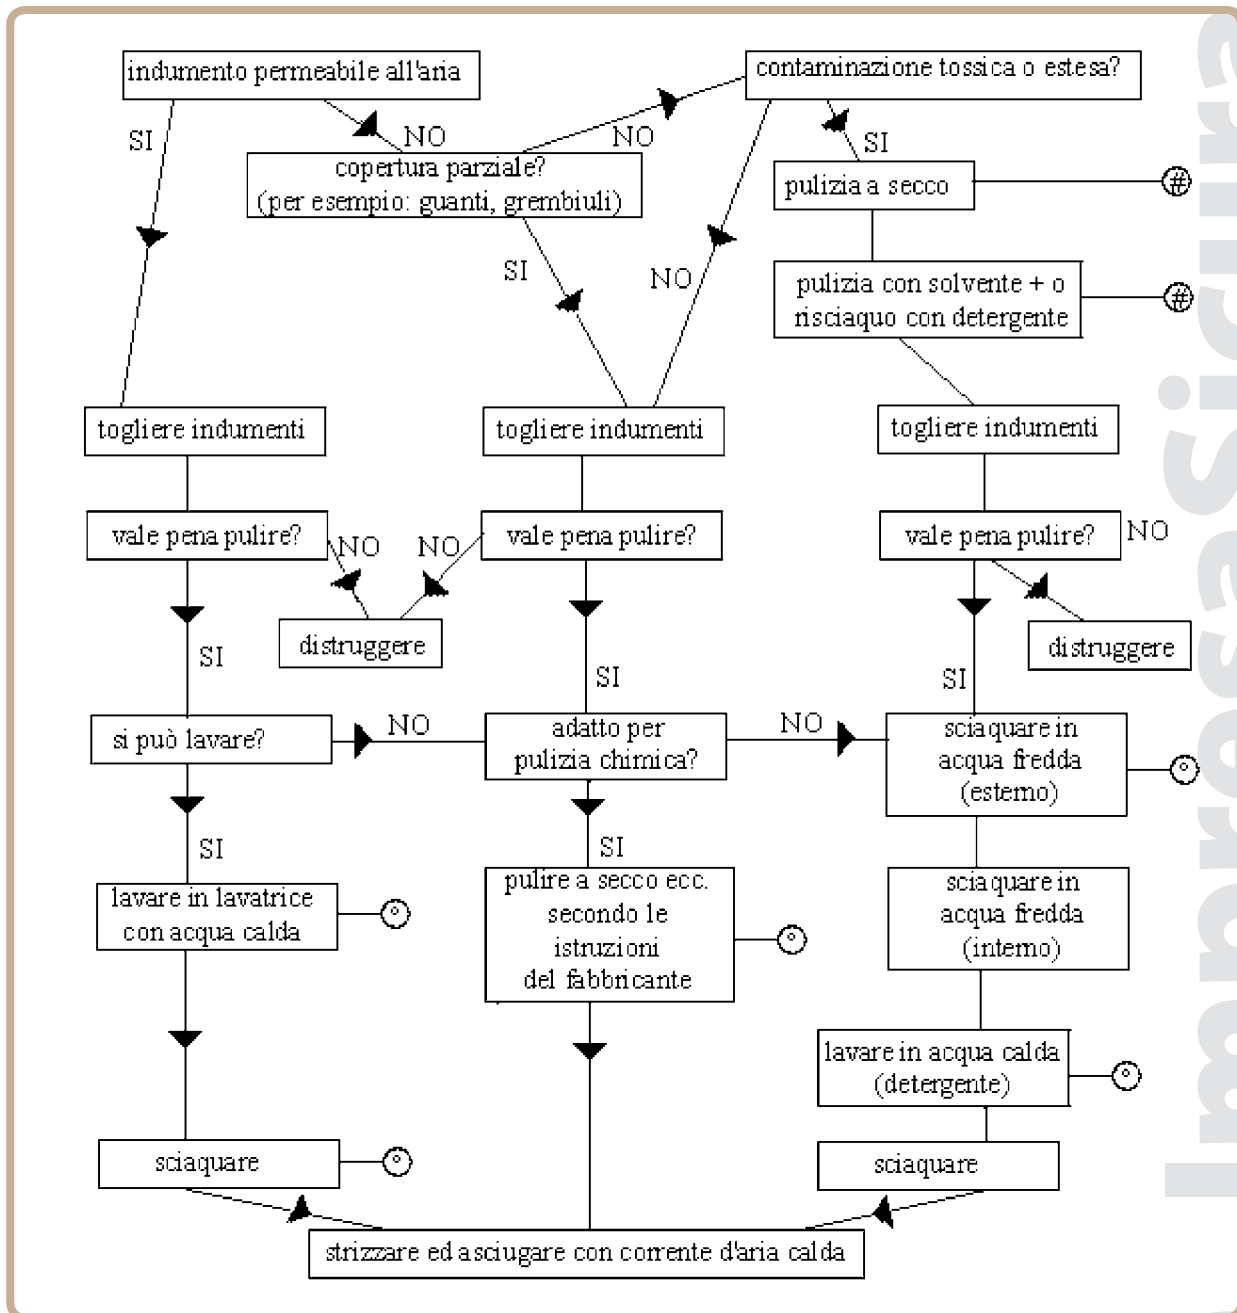 indumento permeabile all'aria
contaminazione tossica o estesa?
SI
NO
NO
SI
copertura parziale?
(per esempio: guanti, grembiuli)
pulizia a secco
#
SI
NO
pulizia con solvente + o
risciaquo con detergente
#
togliere indumenti
togliere indumenti
togliere indumenti
vale pena pulire?
NO
NO
vale pena pulire?
vale pena pulire?
NO
distruggere
distruggere
SI
SI
SI
si può lavare?
NO
adatto per
pulizia chimica?
NO
sciaquare in
acqua fredda
(esterno)
°
SI
SI
lavare in lavatrice
con acqua calda
°
pulire a secco ecc.
secondo le
istruzioni
del fabbricante
°
sciaquare in
acqua fredda
(interno)
lavare in acqua calda
(detergente)
°
sciaquare
°
sciaquare
strizzare ed asciugare con corrente d'aria calda
ImpresaSicura